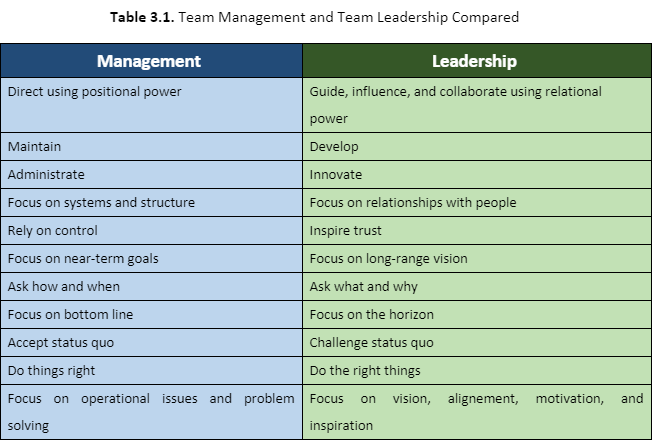 Table 3.1. Team Management and Team Leadership Compared
Management Leadership
Direct using positional power Guide, influence, and collaborate using relational
power
Maintain Develop
Administrate Innovate
Focus on systems and structure Focus on relationships with people
Rely on control Inspire trust
Focus on near-term goals Focus on long-range vision
Ask how and when Ask what and why
Focus on bottom line Focus on the horizon
Accept status quo Challenge status quo
Do things right Do the right things
Focus on operational issues and problem Focus on vision, alignement, motivation, and
solving inspiration